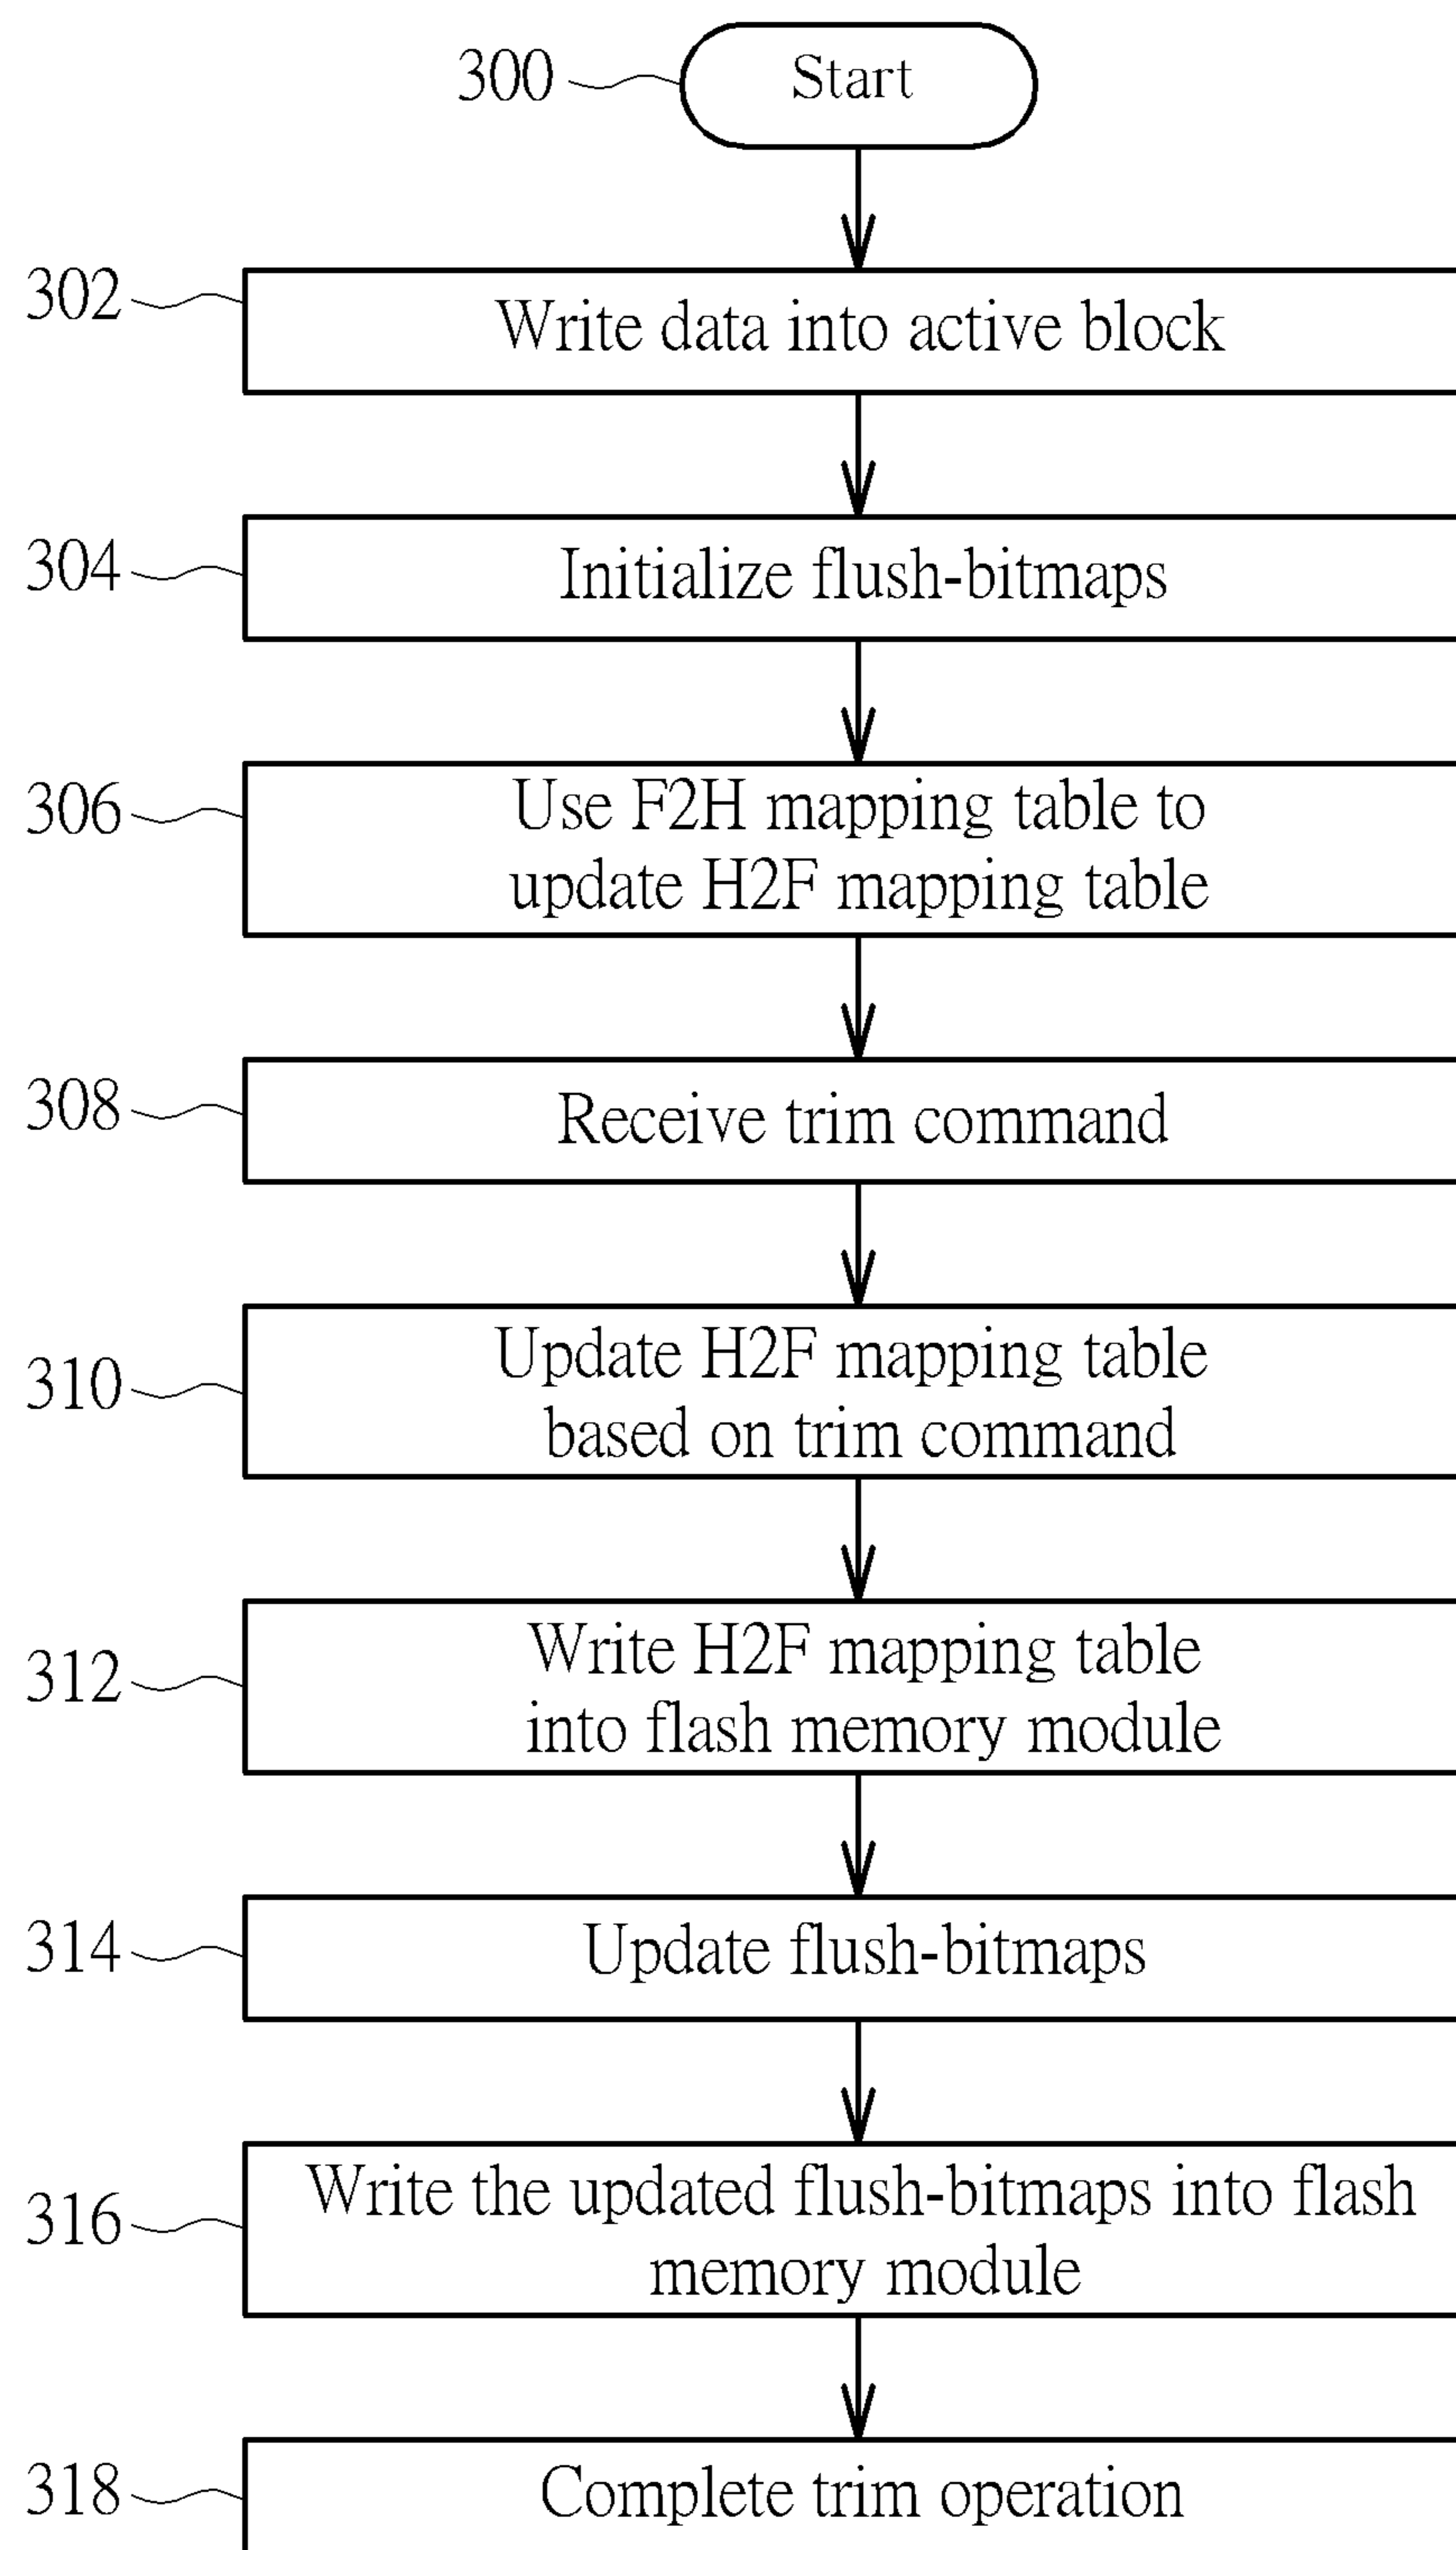 300 Start
302 Write data into active block
304 Initialize flush-bitmaps
306 Use F2H mapping table to
update H2F mapping table
308 Receive trim command
310 Update H2F mapping table
based on trim command
312 Write H2F mapping table
into flash memory module
314 Update flush-bitmaps
316 Write the updated flush-bitmaps into flash
memory module
318 Complete trim operation